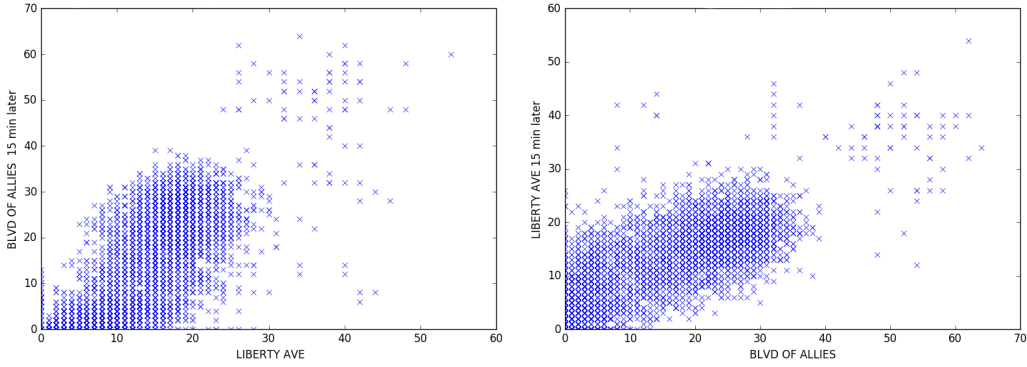 70
60
50
40
30
20
10
0
0 10 20 30 40 50 60
BLVD OF ALLIES 15 min later
LIBERTY AVE
60
50
40
30
20
10
0
0 10 20 30 40 50 60 70
LIBERTY AVE 15 min later
BLVD OF ALLIES